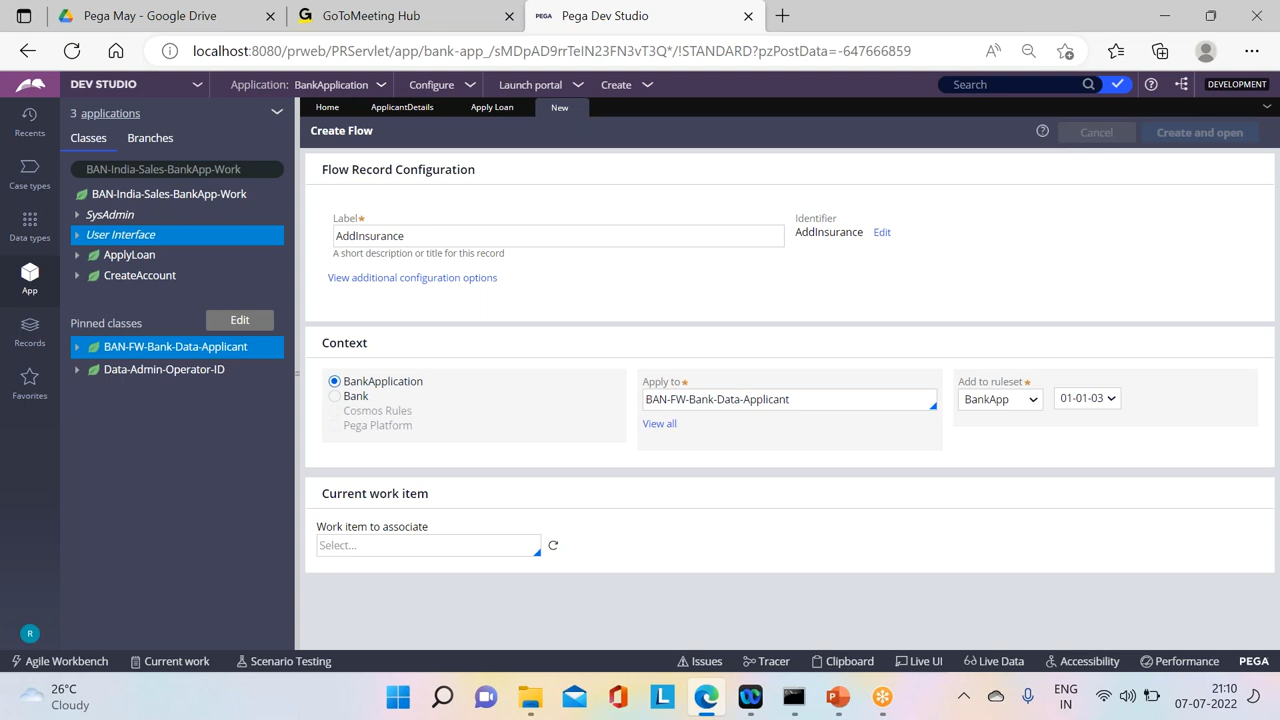 Pega May - Google Drive
GoToMeeting Hub
PEGA Pega Dev Studio
localhost:8080/prweb/PRServlet/app/bank-app_/sMDpAD9rrTeIN23FN3vT3Q*/!STANDARD?pzPostData=-647666859
DEV STUDIO
Application: BankApplication
Configure
Launch portal
Create
Search
DEVELOPMENT
Recents
Case types
Data types
App
Records
Favorites
R
3 applications
Classes Branches
BAN-India-Sales-BankApp-Work
BAN-India-Sales-BankApp-Work
SysAdmin
User Interface
ApplyLoan
CreateAccount
Pinned classes Edit
BAN-FW-Bank-Data-Applicant
Data-Admin-Operator-ID
Home ApplicantDetails Apply Loan New
Create Flow
Cancel Create and open
Flow Record Configuration
Label★ Identifier
AddInsurance AddInsurance Edit
A short description or title for this record
View additional configuration options
Context
BankApplication
Bank
Cosmos Rules
Pega Platform
Apply to★
BAN-FW-Bank-Data-Applicant
View all
Add to ruleset★
BankApp 01-01-03
Current work item
Work item to associate
Select...
Agile Workbench Current work Scenario Testing Issues Tracer Clipboard Live UI Live Data Accessibility Performance PEGA
26°C
Cloudy
ENG
IN
21:10
07-07-2022